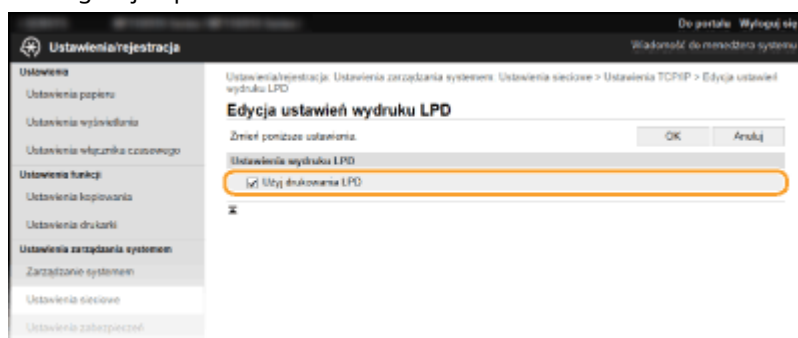 Do portalu Wyloguj się
Ustawienia/rejestracja
Wiadomość do menedżera systemu
Ustawienia
Ustawienia papieru
Ustawienia wyświetlania
Ustawienia włącznika czasowego
Ustawienia funkcji
Ustawienia kopiowania
Ustawienia drukarki
Ustawienia zarządzania systemem
Zarządzanie systemem
Ustawienia sieciowe
Ustawienia zabezpieczeń
Ustawienia/rejestracja: Ustawienia zarządzania systemem: Ustawienia sieciowe > Ustawienia TCP/IP > Edycja ustawień
wydruku LPD
Edycja ustawień wydruku LPD
Zmień poniższe ustawienia.
OK Anuluj
Ustawienia wydruku LPD
Użyj drukowania LPD